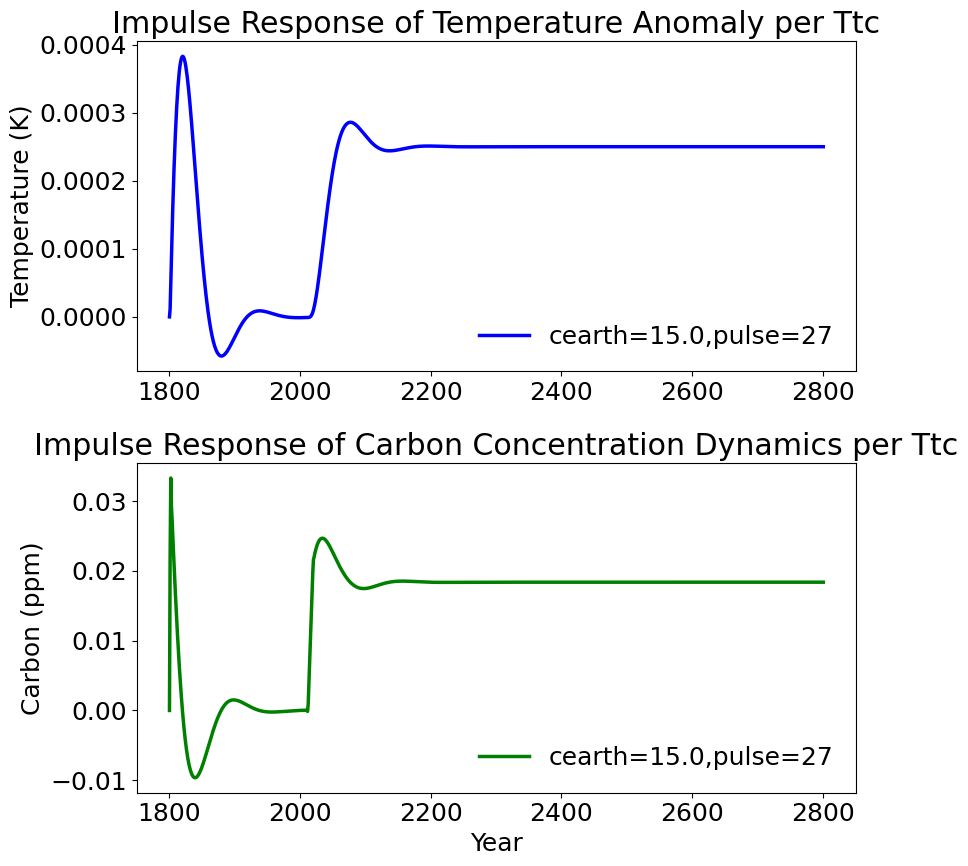 Impulse Response of Temperature Anomaly per Ttc
Temperature (K)
0.0004
0.0003
0.0002
0.0001
0.0000
cearth=15.0,pulse=27
1800 2000 2200 2400 2600 2800
Impulse Response of Carbon Concentration Dynamics per Ttc
Carbon (ppm)
0.03
0.02
0.01
0.00
−0.01
cearth=15.0,pulse=27
1800 2000 2200 2400 2600 2800
Year